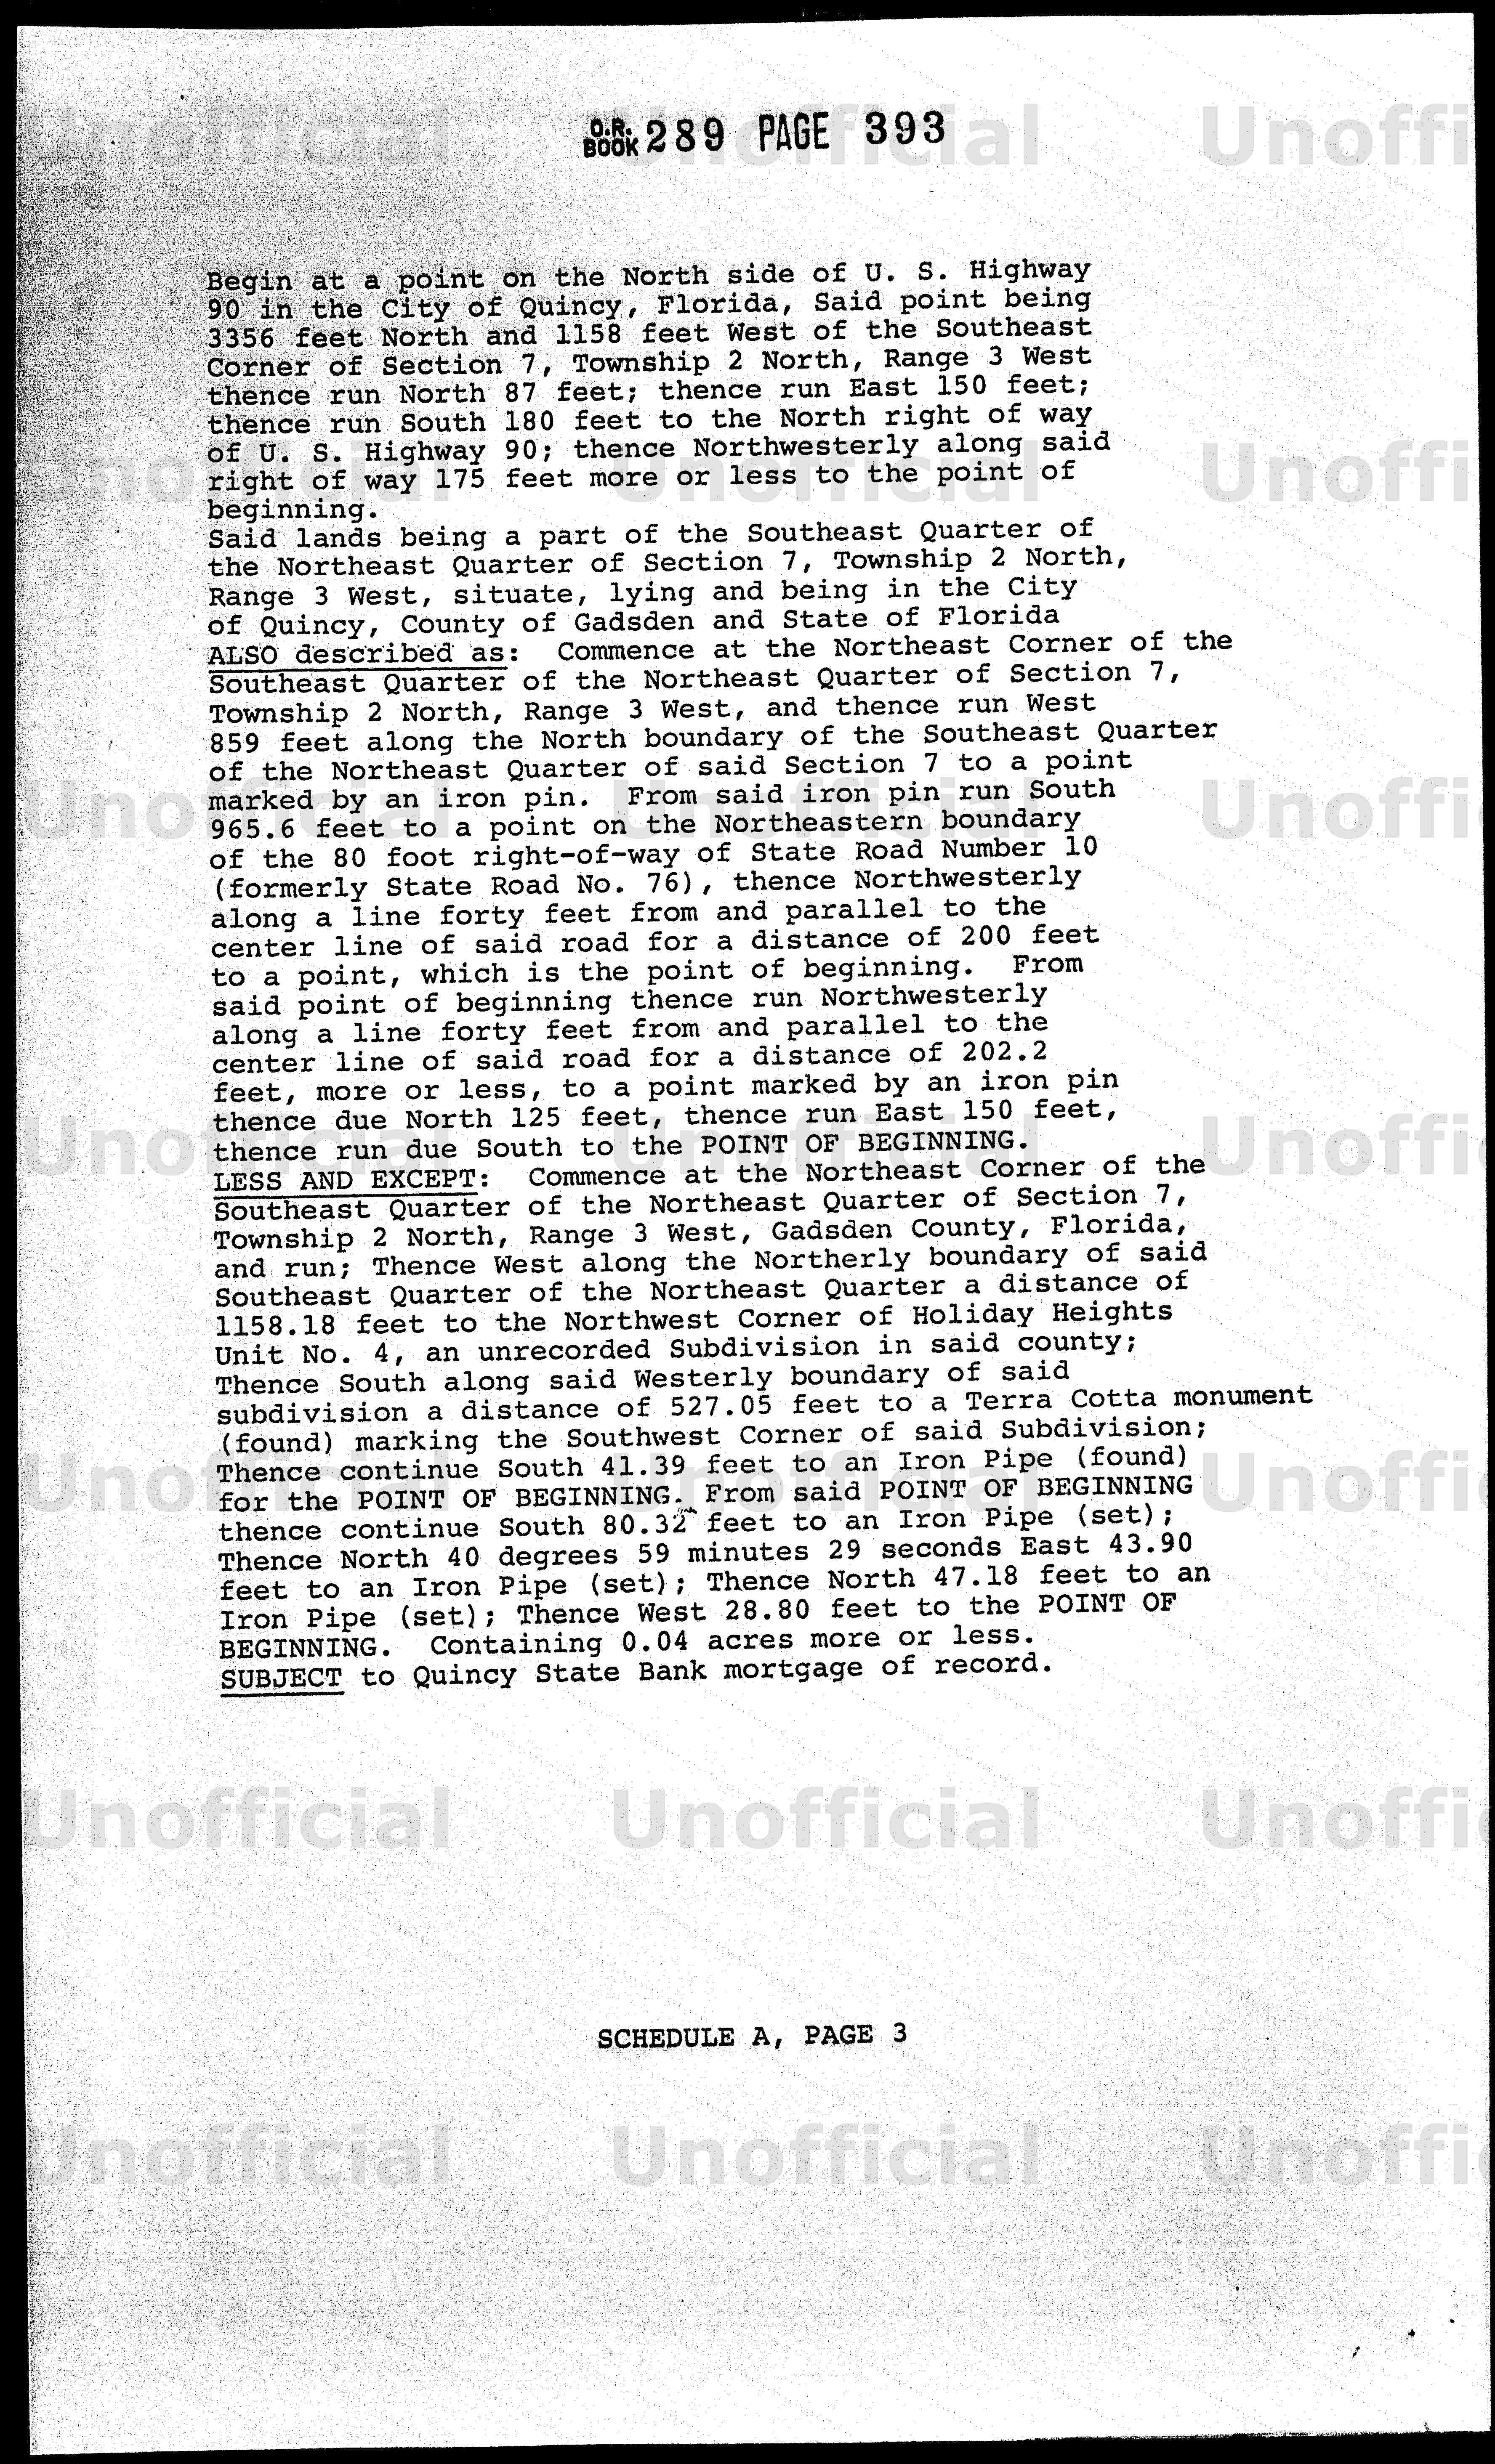 O.R. BOOK 289 PAGE 393
Begin at a point on the North side of U. S. Highway
90 in the City of Quincy, Florida, Said point being
3356 feet North and 1158 feet West of the Southeast
Corner of Section 7, Township 2 North, Range 3 West
thence run North 87 feet; thence run East 150 feet;
thence run South 180 feet to the North right of way
of U. S. Highway 90; thence Northwesterly along said
right of way 175 feet more or less to the point of
beginning.
Said lands being a part of the Southeast Quarter of
the Northeast Quarter of Section 7, Township 2 North,
Range 3 West, situate, lying and being in the City
of Quincy, County of Gadsden and State of Florida
ALSO described as: Commence at the Northeast Corner of the
Southeast Quarter of the Northeast Quarter of Section 7,
Township 2 North, Range 3 West, and thence run West
859 feet along the North boundary of the Southeast Quarter
of the Northeast Quarter of said Section 7 to a point
marked by an iron pin. From said iron pin run South
965.6 feet to a point on the Northeastern boundary
of the 80 foot right-of-way of State Road Number 10
(formerly State Road No. 76), thence Northwesterly
along a line forty feet from and parallel to the
center line of said road for a distance of 200 feet
to a point, which is the point of beginning. From
said point of beginning thence run Northwesterly
along a line forty feet from and parallel to the
center line of said road for a distance of 202.2
feet, more or less, to a point marked by an iron pin
thence due North 125 feet, thence run East 150 feet,
thence run due South to the POINT OF BEGINNING.
LESS AND EXCEPT: Commence at the Northeast Corner of the
Southeast Quarter of the Northeast Quarter of Section 7,
Township 2 North, Range 3 West, Gadsden County, Florida,
and run; Thence West along the Northerly boundary of said
Southeast Quarter of the Northeast Quarter a distance of
1158.18 feet to the Northwest Corner of Holiday Heights
Unit No. 4, an unrecorded Subdivision in said county;
Thence South along said Westerly boundary of said
subdivision a distance of 527.05 feet to a Terra Cotta monument
(found) marking the Southwest Corner of said Subdivision;
Thence continue South 41.39 feet to an Iron Pipe (found)
for the POINT OF BEGINNING. From said POINT OF BEGINNING
thence continue South 80.32 feet to an Iron Pipe (set);
Thence North 40 degrees 59 minutes 29 seconds East 43.90
feet to an Iron Pipe (set); Thence North 47.18 feet to an
Iron Pipe (set); Thence West 28.80 feet to the POINT OF
BEGINNING. Containing 0.04 acres more or less.
SUBJECT to Quincy State Bank mortgage of record.
SCHEDULE A, PAGE 3